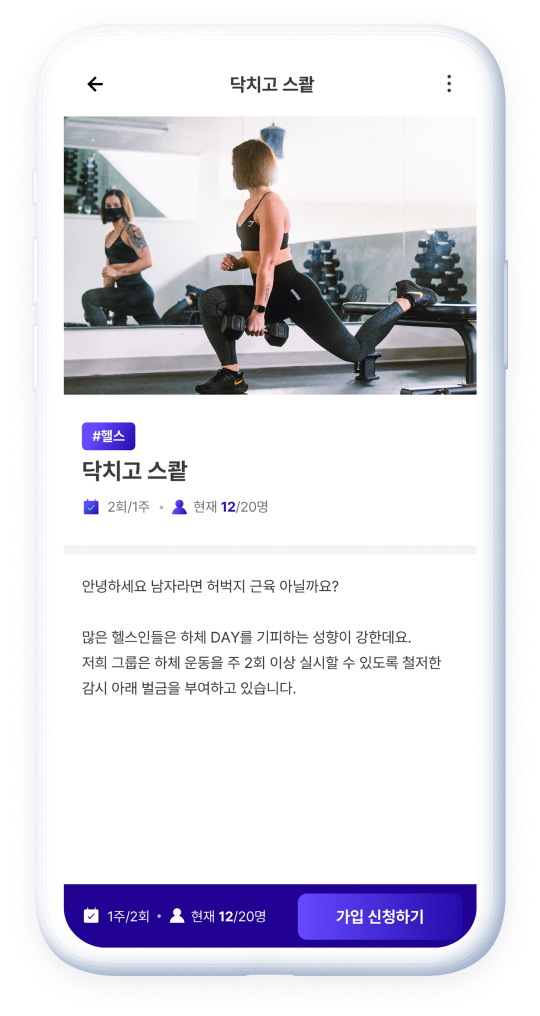 닥치고 스쾉
#헬스
닥치고 스쾉
2회/1주 • 현재 12/20명
안녕하세요 남자라면 허벅지 근육 아닐까요?
많은 헬스인들은 하체 DAY를 기피하는 성향이 강한데요.
저희 그룹은 하체 운동을 주 2회 이상 실시할 수 있도록 철저한
감시 아래 벌금을 부여하고 있습니다.
1주/2회 • 현재 12/20명
가입 신청하기